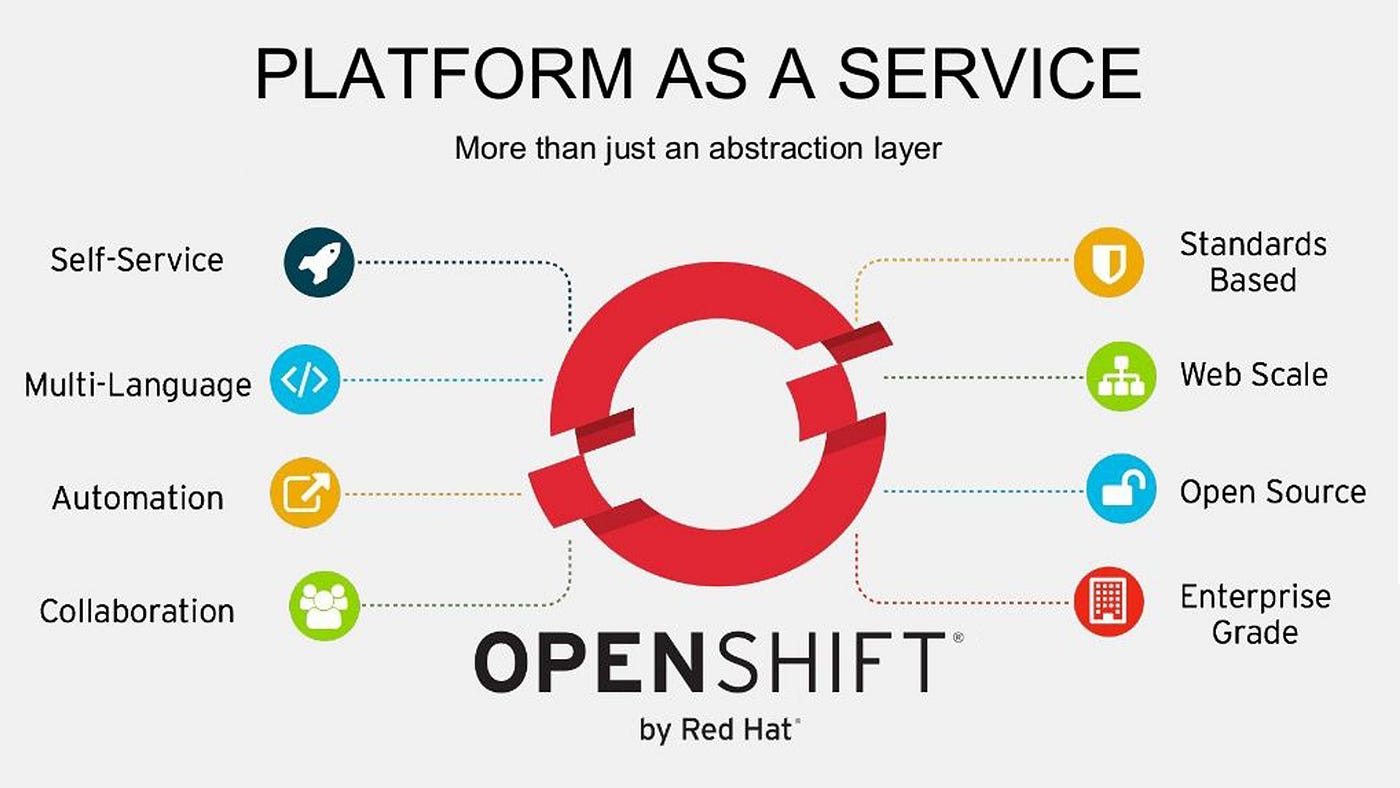 PLATFORM AS A SERVICE
More than just an abstraction layer
Self-Service
Multi-Language
Automation
Collaboration
Standards
Based
Web Scale
Open Source
Enterprise
Grade
OPENSHIFT®
by Red Hat®